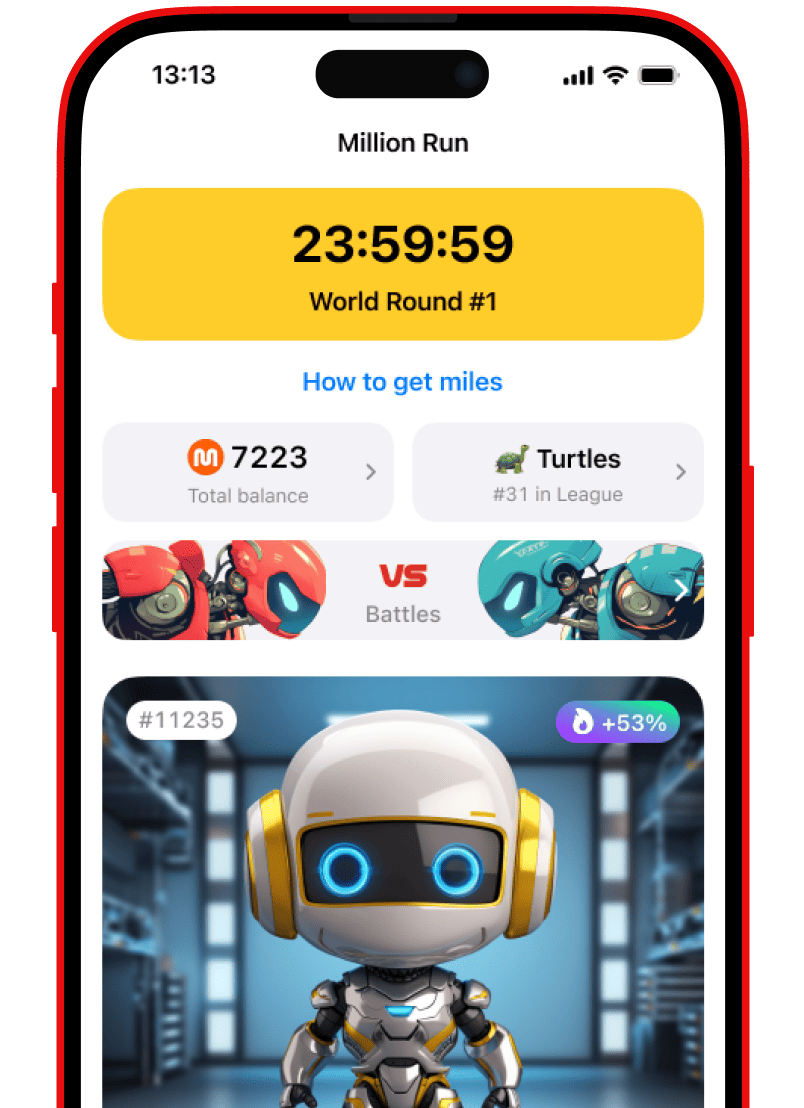 13:13
Million Run
23:59:59
World Round #1
How to get miles
7223
Total balance
Turtles
#31 in League
VS
Battles
#11235
+53%